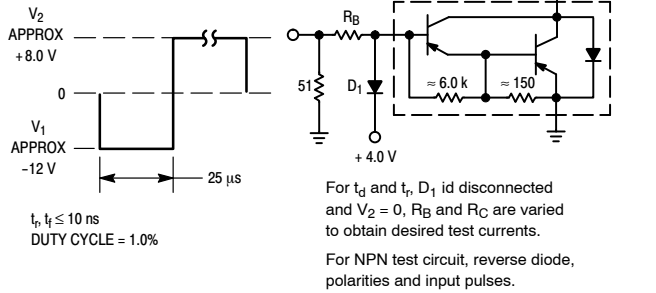 V2
APPROX
+8.0 V
0
V1
APPROX
−12 V
25 μs
tr, tf ≤ 10 ns
DUTY CYCLE = 1.0%
RB
51
D1
+ 4.0 V
≈ 6.0 k
≈ 150
For td and tr, D1 id disconnected
and V2 = 0, RB and RC are varied
to obtain desired test currents.
For NPN test circuit, reverse diode,
polarities and input pulses.